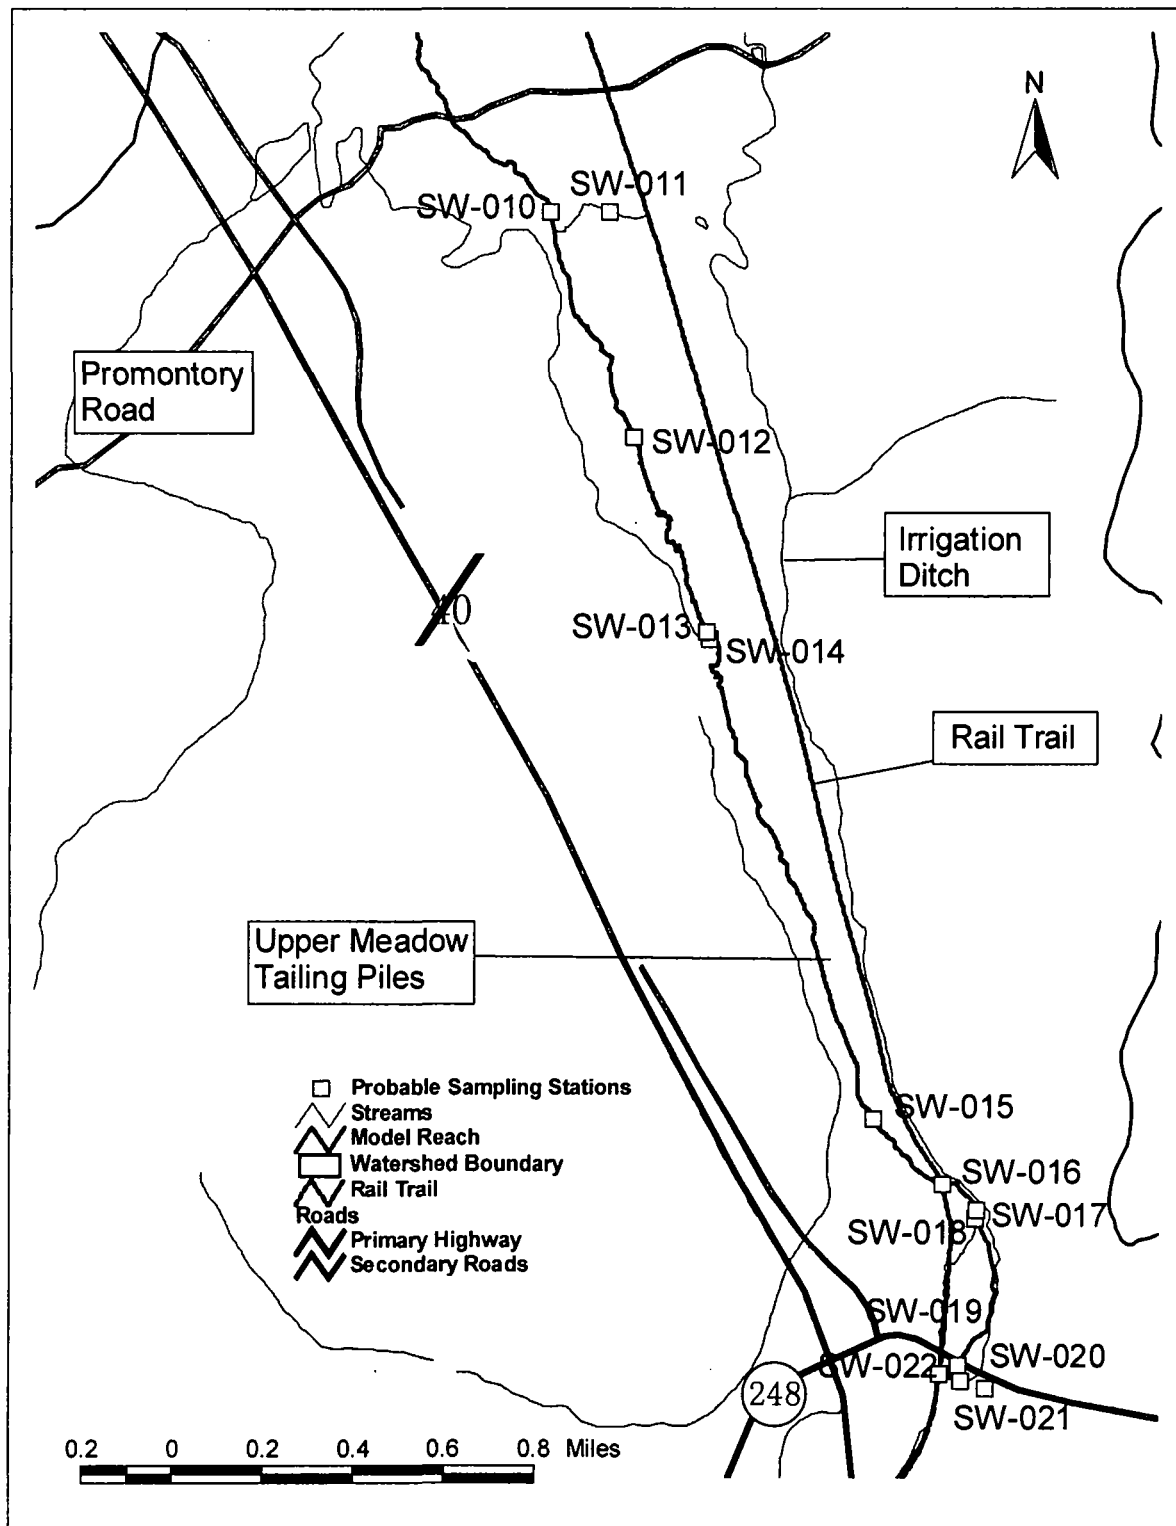 N
SW-011
SW-010
Promontory
Road
SW-012
Irrigation
Ditch
40
SW-013
SW-014
Rail Trail
Upper Meadow
Tailing Piles
Probable Sampling Stations
Streams
Model Reach
Watershed Boundary
Rail Trail
Roads
Primary Highway
Secondary Roads
SW-015
SW-016
SW-017
SW-018
SW-019
SW-020
SW-022
SW-021
248
0.2 0 0.2 0.4 0.6 0.8 Miles